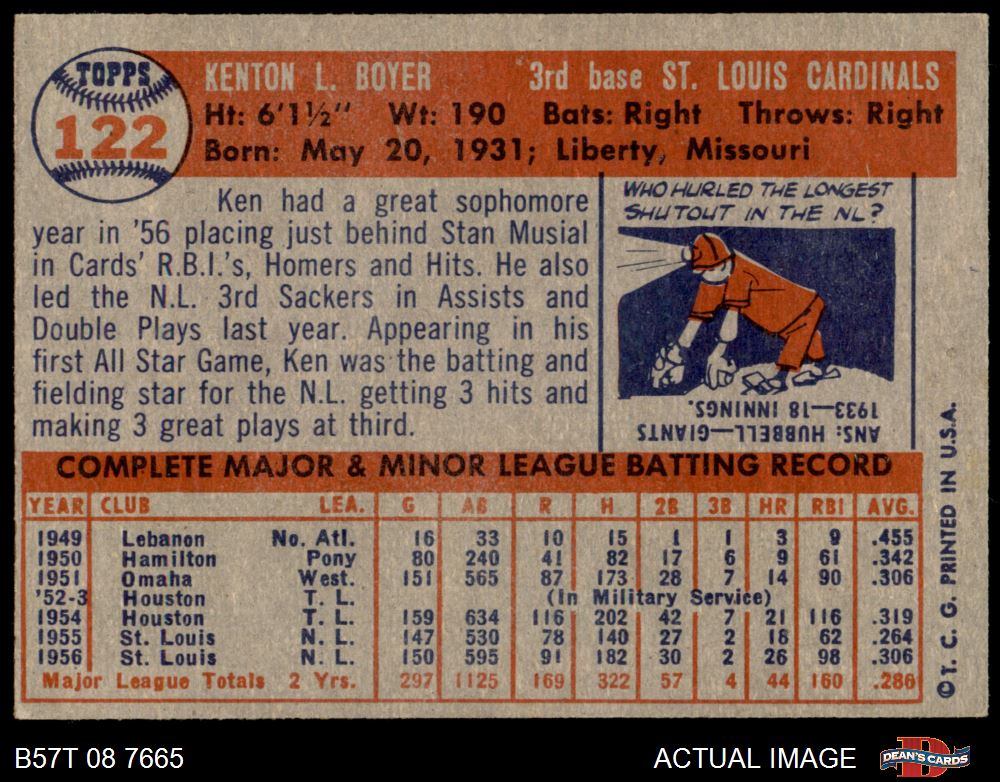 TOPPS
122
KENTON L. BOYER 3rd base ST. LOUIS CARDINALS
Ht: 6'1½" Wt: 190 Bats: Right Throws: Right
Born: May 20, 1931; Liberty, Missouri
Ken had a great sophomore
year in '56 placing just behind Stan Musial
in Cards' R.B.I.'s, Homers and Hits. He also
led the N.L. 3rd Sackers in Assists and
Double Plays last year. Appearing in his
first All Star Game, Ken was the batting and
fielding star for the N.L. getting 3 hits and
making 3 great plays at third.
WHO HURLED THE LONGEST
SHUTOUT IN THE NL?
ANS: HUBBELL—GIANTS
1933—18 INNINGS.
COMPLETE MAJOR & MINOR LEAGUE BATTING RECORD
YEAR CLUB LEA. G AB R H 2B 3B HR RBI AVG.
1949 Lebanon No. Atl. 16 33 10 15 1 1 3 9 .455
1950 Hamilton Pony 80 240 41 82 17 6 9 61 .342
1951 Omaha West. 151 565 87 173 28 7 14 90 .306
'52-3 Houston T. L. (In Military Service)
1954 Houston T. L. 159 634 116 202 42 7 21 116 .319
1955 St. Louis N. L. 147 530 78 140 27 2 18 62 .264
1956 St. Louis N. L. 150 595 91 182 30 2 26 98 .306
Major League Totals 2 Yrs. 297 1125 169 322 57 4 44 160 .286
©T. C. G. PRINTED IN U.S.A.
B57T 08 7665
ACTUAL IMAGE
DEAN'S CARDS